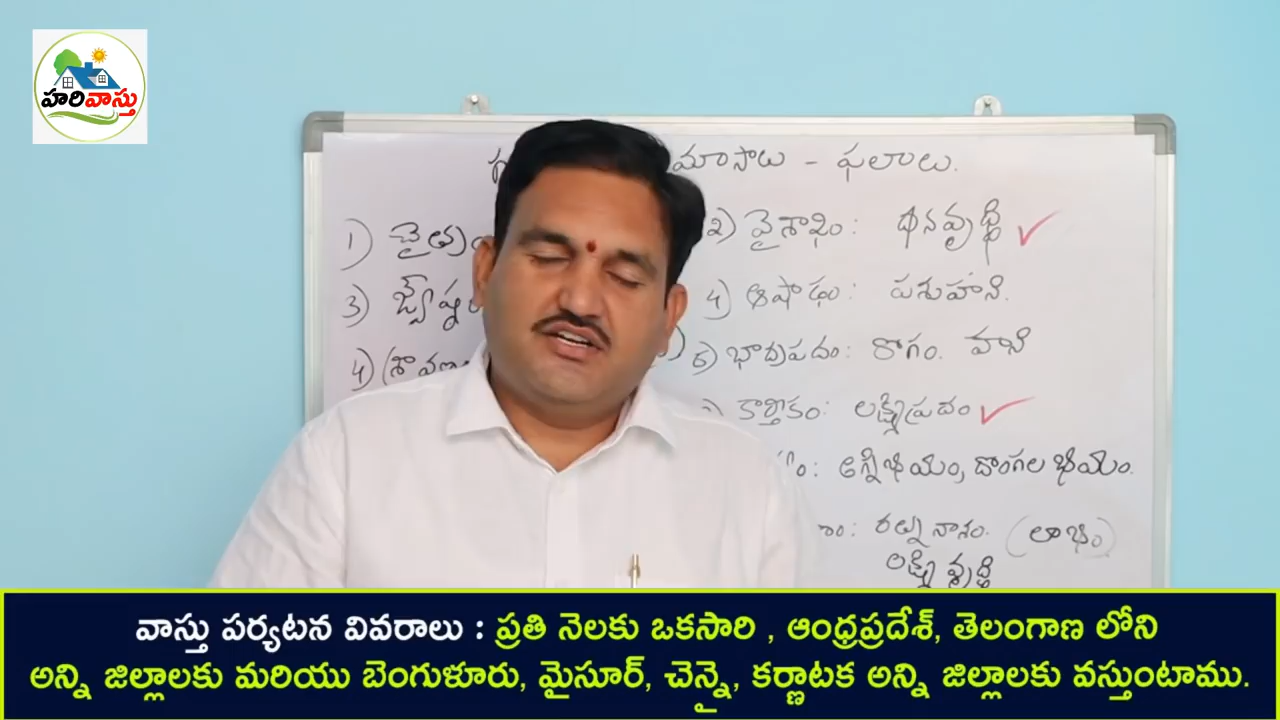 హరివాస్తు
మాసాలు - ఫలాలు.
1) చైత్రం
2) వైశాఖం: ధనవృద్ధి ✓
3) జ్యేష్ఠ
4) ఆషాఢం: పశుహాని.
4) శ్రావణ
6) భాద్రపదం: రోగం. హాని
కార్తీకం: లక్ష్మీప్రదం ✓
అగ్నిభయం, దొంగల భయం.
రత్న నాశం. (లాభం)
లక్ష్మీ వృద్ధి
వాస్తు పర్యటన వివరాలు : ప్రతి నెలకు ఒకసారి , ఆంధ్రప్రదేశ్, తెలంగాణ లోని
అన్ని జిల్లాలకు మరియు బెంగుళూరు, మైసూర్, చెన్నై, కర్ణాటక అన్ని జిల్లాలకు వస్తుంటాము.